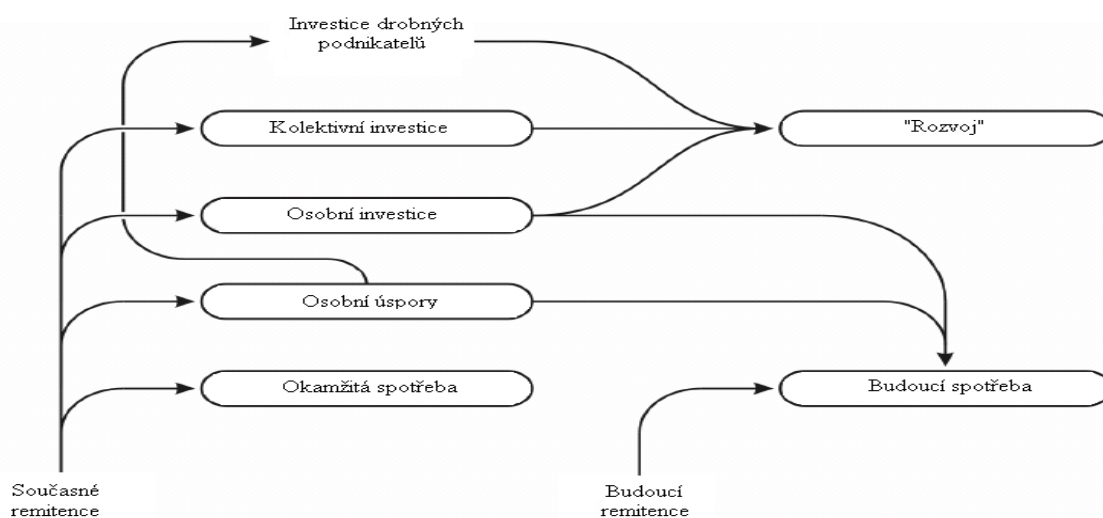 Investice drobných
podnikatelů
Kolektivní investice
"Rozvoj"
Osobní investice
Osobní úspory
Okamžitá spotřeba
Budoucí spotřeba
Současné
remitence
Budoucí
remitence